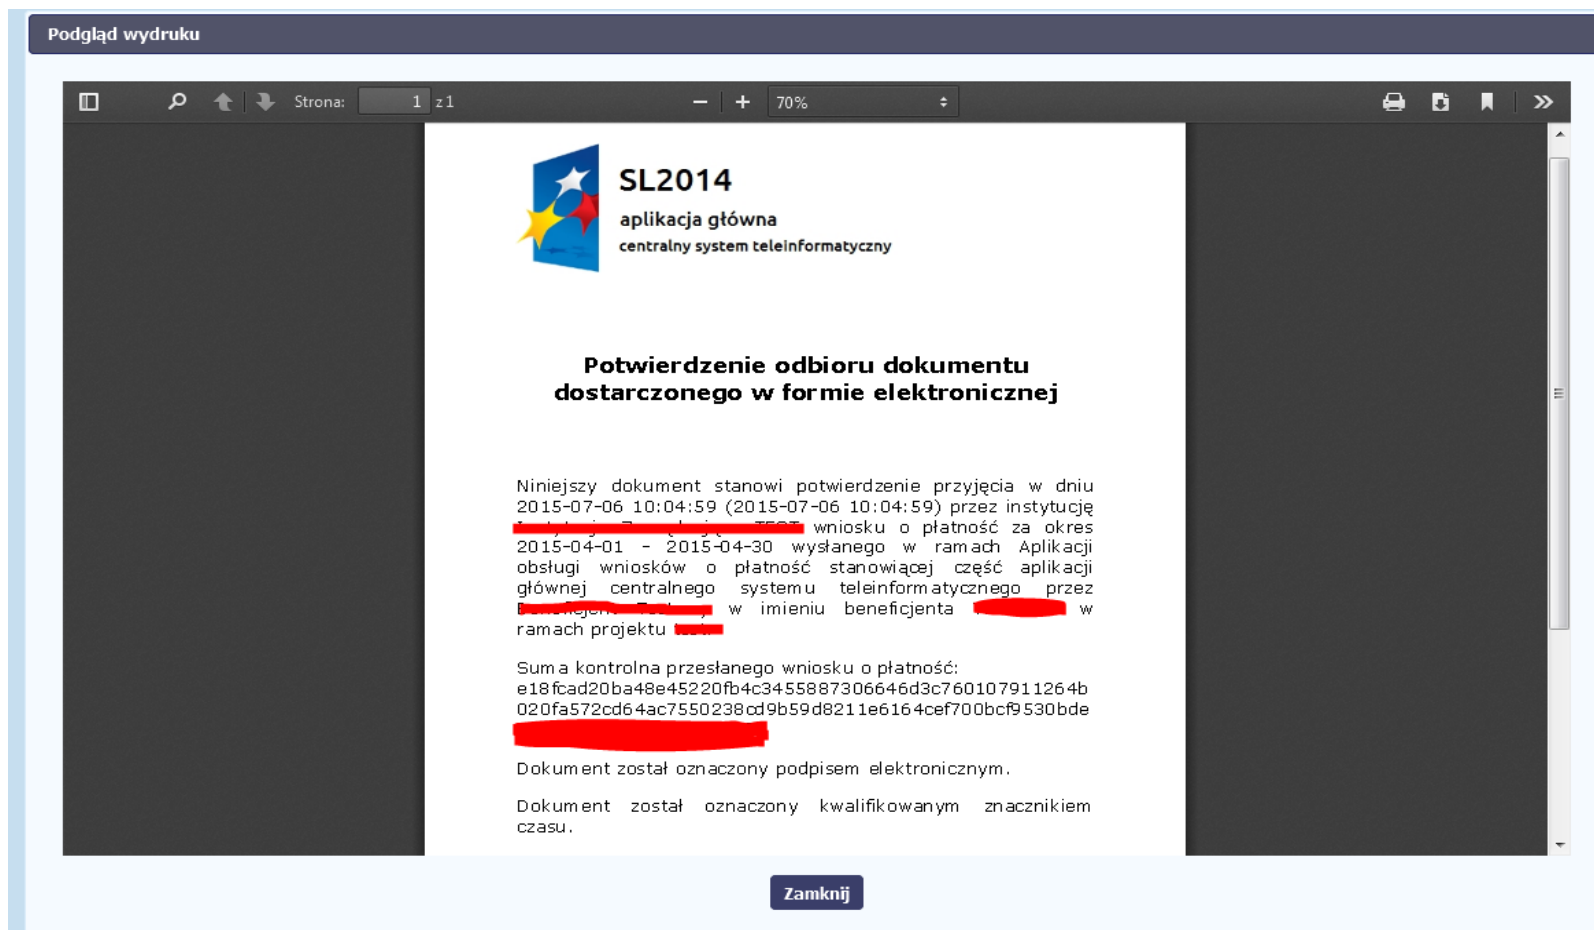 Podgląd wydruku
Strona: 1 z 1 70%
SL2014
aplikacja główna
centralny system teleinformatyczny
Potwierdzenie odbioru dokumentu
dostarczonego w formie elektronicznej
Niniejszy dokument stanowi potwierdzenie przyjęcia w dniu
2015-07-06 10:04:59 (2015-07-06 10:04:59) przez instytucję
wniosku o płatność za okres
2015-04-01 - 2015-04-30 wysłanego w ramach Aplikacji
obsługi wniosków o płatność stanowiącej część aplikacji
głównej centralnego systemu teleinformatycznego przez
w imieniu beneficjenta w
ramach projektu
Suma kontrolna przesłanego wniosku o płatność:
e18fcad20ba48e45220fb4c3455887306646d3c760107911264b
020fa572cd64ac7550238cd9b59d8211e6164cef700bcf9530bde
Dokument został oznaczony podpisem elektronicznym.
Dokument został oznaczony kwalifikowanym znacznikiem
czasu.
Zamknij